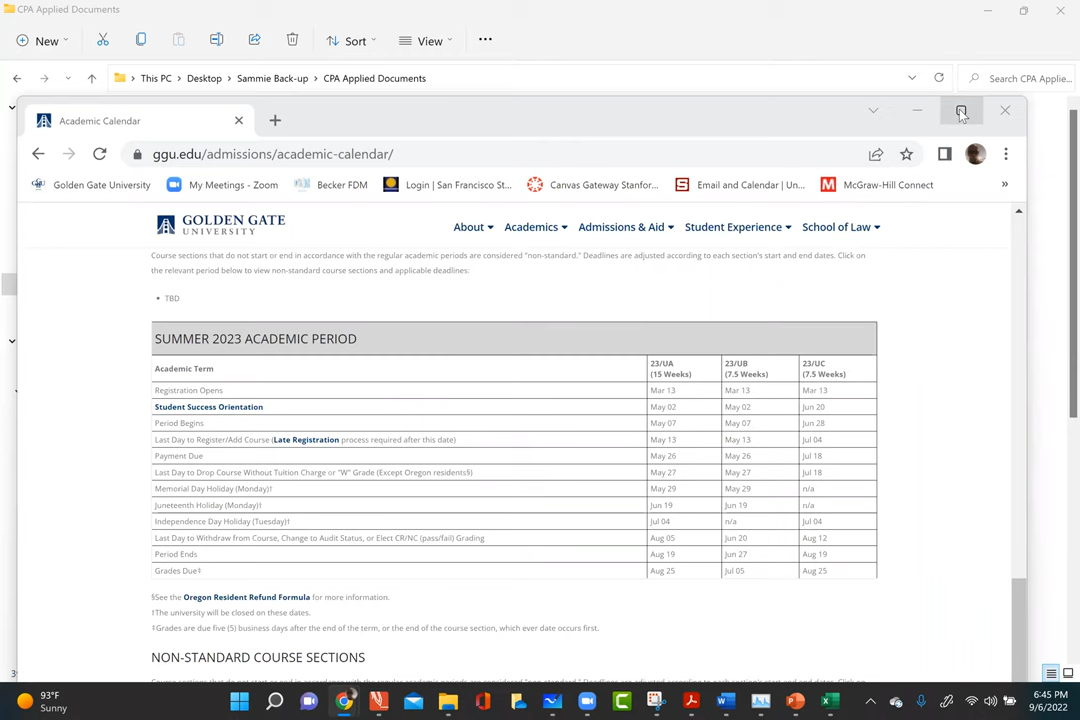 CPA Applied Documents
New
Sort
View
This PC
Desktop
Sammie Back-up
CPA Applied Documents
Search CPA Applie...
Academic Calendar
ggu.edu/admissions/academic-calendar/
Golden Gate University
My Meetings - Zoom
Becker FDM
Login | San Francisco St...
Canvas Gateway Stanfor...
Email and Calendar | Un...
McGraw-Hill Connect
GOLDEN GATE
UNIVERSITY
About
Academics
Admissions & Aid
Student Experience
School of Law
Course sections that do not start or end in accordance with the regular academic periods are considered "non-standard." Deadlines are adjusted according to each section's start and end dates. Click on
the relevant period below to view non-standard course sections and applicable deadlines:
• TBD
SUMMER 2023 ACADEMIC PERIOD
Academic Term 23/UA (15 Weeks) 23/UB (7.5 Weeks) 23/UC (7.5 Weeks)
Registration Opens Mar 13 Mar 13 Mar 13
Student Success Orientation May 02 May 02 Jun 20
Period Begins May 07 May 07 Jun 28
Last Day to Register/Add Course (Late Registration process required after this date) May 13 May 13 Jul 04
Payment Due May 26 May 26 Jul 18
Last Day to Drop Course Without Tuition Charge or "W" Grade (Except Oregon residents§) May 27 May 27 Jul 18
Memorial Day Holiday (Monday)† May 29 May 29 n/a
Juneteenth Holiday (Monday)† Jun 19 Jun 19 n/a
Independence Day Holiday (Tuesday)† Jul 04 n/a Jul 04
Last Day to Withdraw from Course, Change to Audit Status, or Elect CR/NC (pass/fail) Grading Aug 05 Jun 20 Aug 12
Period Ends Aug 19 Jun 27 Aug 19
Grades Due‡ Aug 25 Jul 05 Aug 25
§See the Oregon Resident Refund Formula for more information.
†The university will be closed on these dates.
‡Grades are due five (5) business days after the end of the term, or the end of the course section, which ever date occurs first.
NON-STANDARD COURSE SECTIONS
93°F
Sunny
6:45 PM
9/6/2022